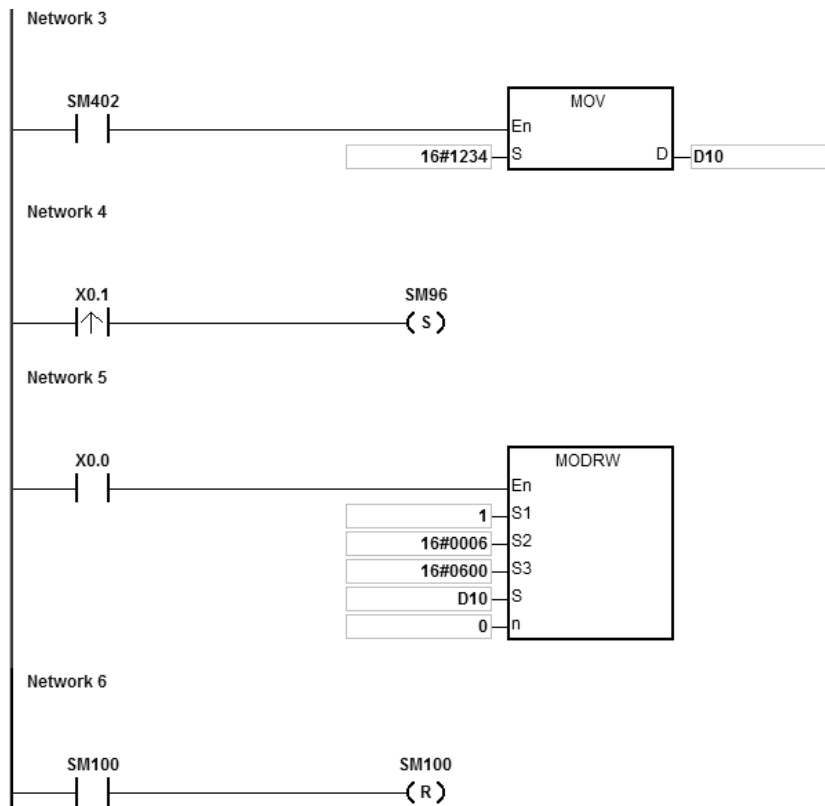 Network 3
SM402
MOV
En
16#1234 S D D10
Network 4
X0.1 SM96
S
Network 5
X0.0
MODRW
En
1 S1
16#0006 S2
16#0600 S3
D10 S
0 n
Network 6
SM100 SM100
R